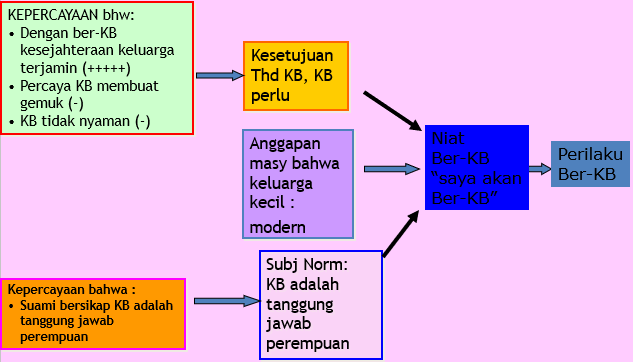 KEPERCAYAAN bhw:
• Dengan ber-KB
kesejahteraan keluarga
terjamin (+++++)
• Percaya KB membuat
gemuk (-)
• KB tidak nyaman (-)
Kesetujuan
Thd KB, KB
perlu
Anggapan
masy bahwa
keluarga
kecil :
modern
Niat
Ber-KB
“saya akan
Ber-KB”
Perilaku
Ber-KB
Kepercayaan bahwa :
• Suami bersikap KB adalah
tanggung jawab
perempuan
Subj Norm:
KB adalah
tanggung
jawab
perempuan